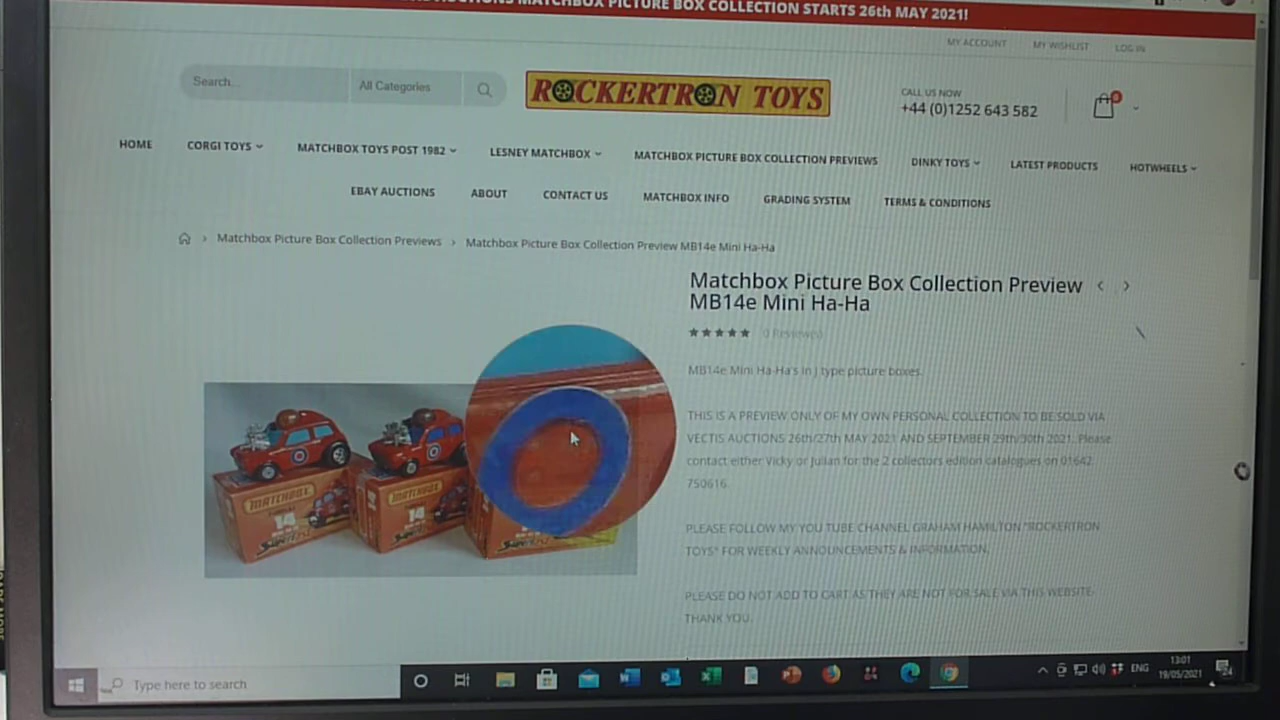 MATCHBOX PICTURE BOX COLLECTION STARTS 26th MAY 2021!
MY ACCOUNT MY WISHLIST LOG IN
Search... All Categories
ROCKERTRON TOYS
CALL US NOW
+44 (0)1252 643 582
0
HOME CORGI TOYS MATCHBOX TOYS POST 1982 LESNEY MATCHBOX MATCHBOX PICTURE BOX COLLECTION PREVIEWS DINKY TOYS LATEST PRODUCTS HOTWHEELS
EBAY AUCTIONS ABOUT CONTACT US MATCHBOX INFO GRADING SYSTEM TERMS & CONDITIONS
Matchbox Picture Box Collection Previews > Matchbox Picture Box Collection Preview MB14e Mini Ha-Ha
Matchbox Picture Box Collection Preview
MB14e Mini Ha-Ha
0 Review(s)
MB14e Mini Ha-Ha's in J type picture boxes.
THIS IS A PREVIEW ONLY OF MY OWN PERSONAL COLLECTION TO BE SOLD VIA
VECTIS AUCTIONS 26th/27th MAY 2021 AND SEPTEMBER 29th/30th 2021. Please
contact either Vicky or Julian for the 2 collectors edition catalogues on 01642
750616.
PLEASE FOLLOW MY YOU TUBE CHANNEL GRAHAM HAMILTON "ROCKERTRON
TOYS" FOR WEEKLY ANNOUNCEMENTS & INFORMATION.
PLEASE DO NOT ADD TO CART AS THEY ARE NOT FOR SALE VIA THIS WEBSITE.
THANK YOU.
MATCHBOX MATCHBOX
14 14
Type here to search
ENG
13:01
19/05/2021
24